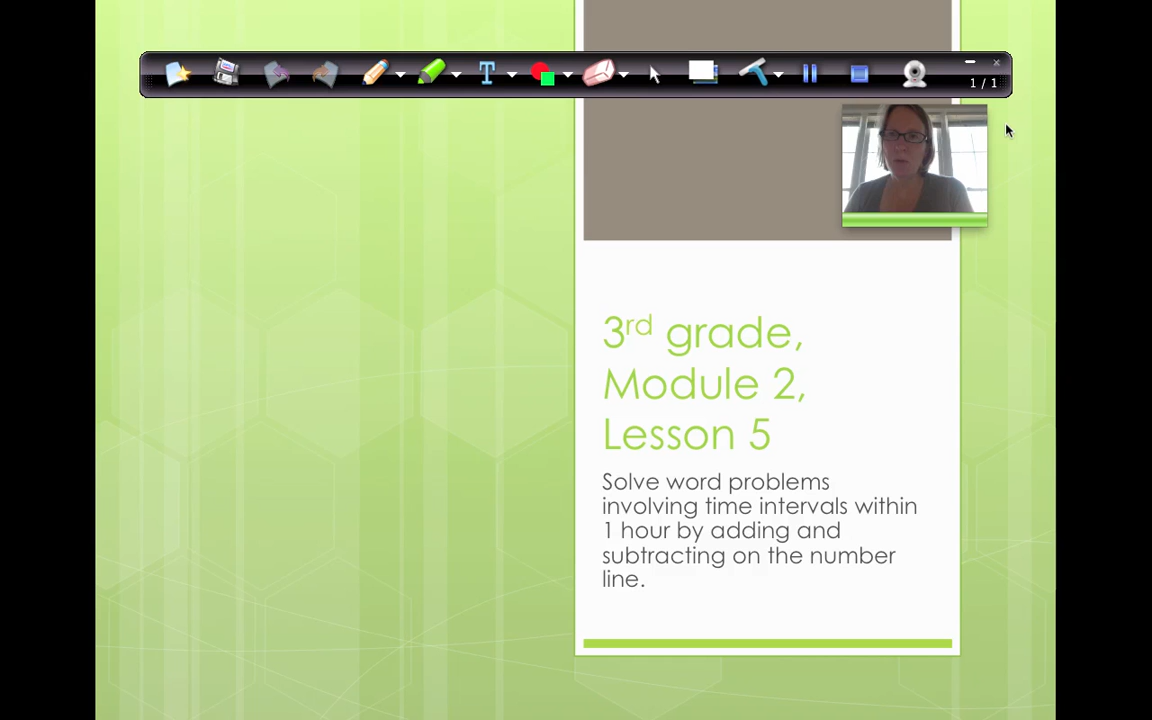 T
1 / 1
3rd grade,
Module 2,
Lesson 5
Solve word problems
involving time intervals within
1 hour by adding and
subtracting on the number
line.